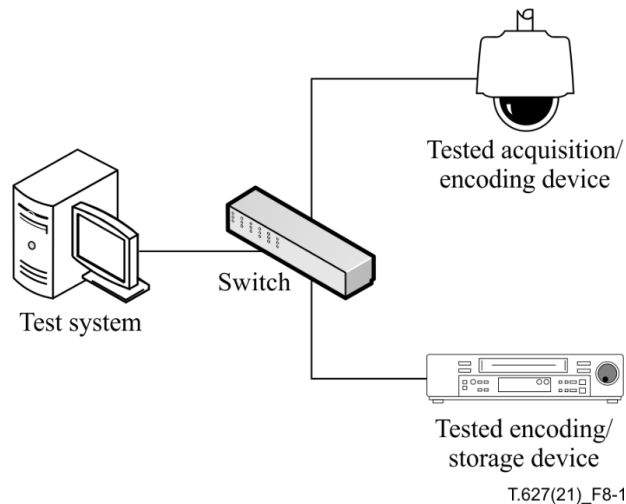 Tested acquisition/
encoding device
Switch
Test system
Tested encoding/
storage device
T.627(21)_F8-1